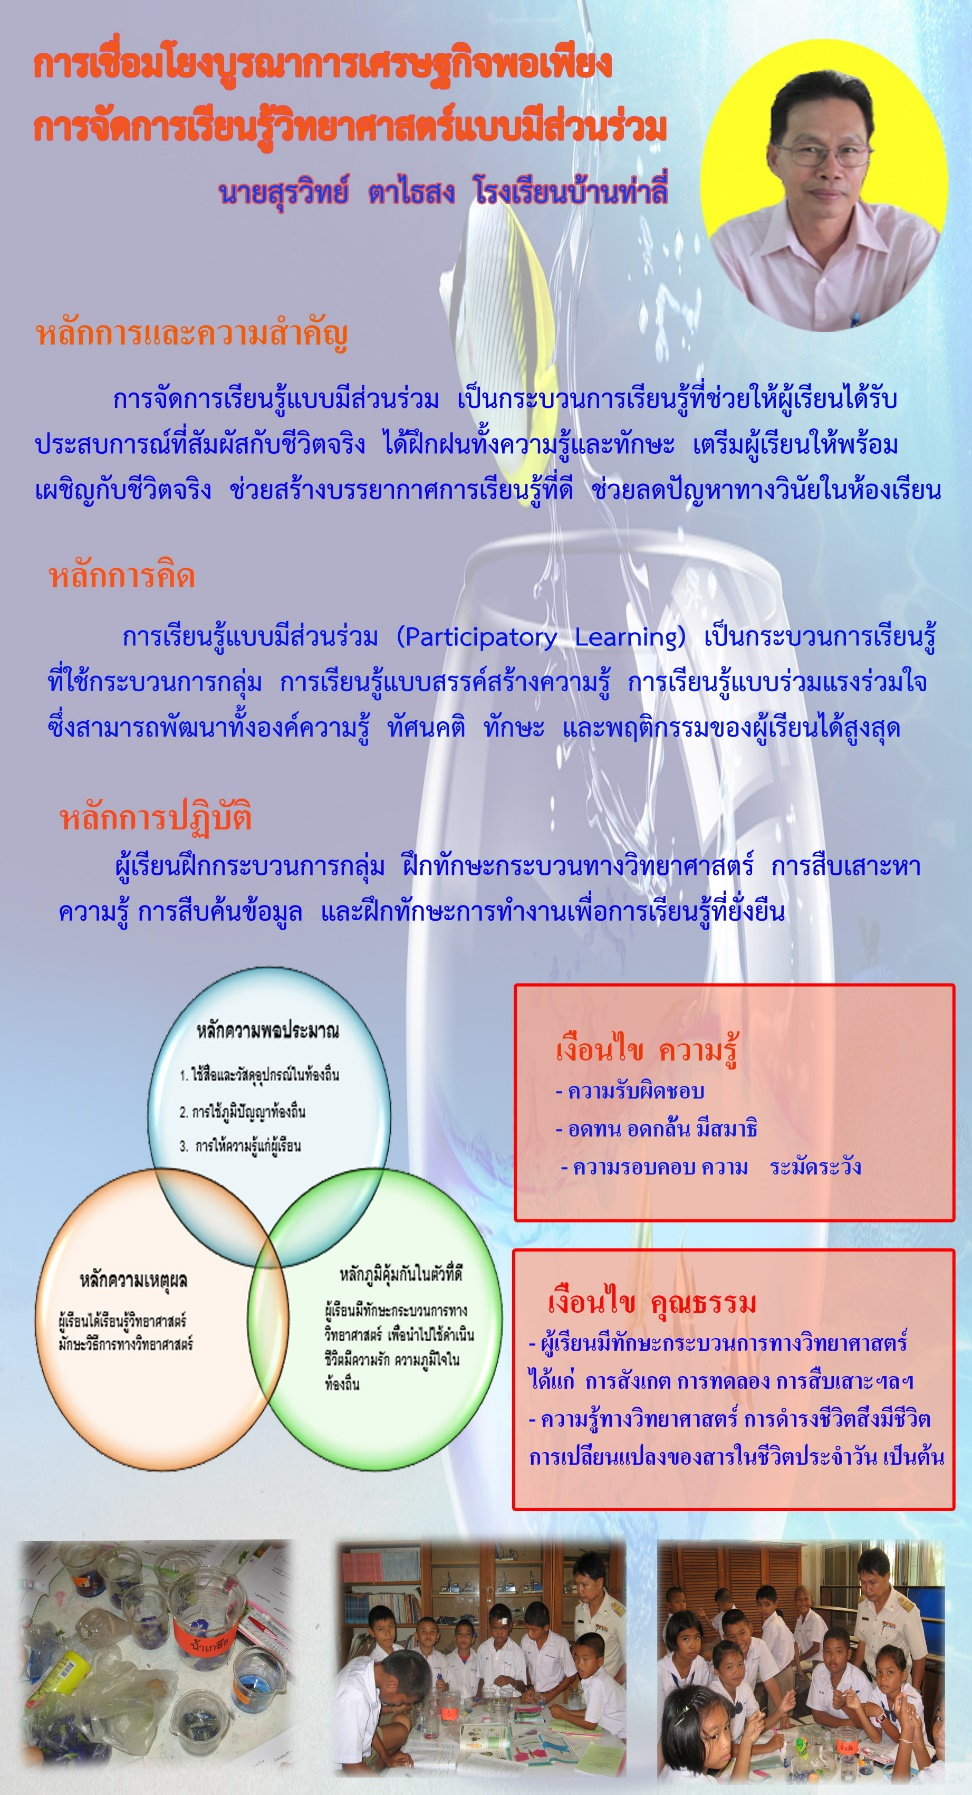 การเชื่อมโยงบูรณาการเศรษฐกิจพอเพียง
การจัดการเรียนรู้วิทยาศาสตร์แบบมีส่วนร่วม
นายสุรวิทย์ ตาไธสง โรงเรียนบ้านท่าลี่
หลักการและความสำคัญ
การจัดการเรียนรู้แบบมีส่วนร่วม เป็นกระบวนการเรียนรู้ที่ช่วยให้ผู้เรียนได้รับ
ประสบการณ์ที่สัมผัสกับชีวิตจริง ได้ฝึกฝนทั้งความรู้และทักษะ เตรีมผู้เรียนให้พร้อม
เผชิญกับชีวิตจริง ช่วยสร้างบรรยากาศการเรียนรู้ที่ดี ช่วยลดปัญหาทางวินัยในห้องเรียน
หลักการคิด
การเรียนรู้แบบมีส่วนร่วม (Participatory Learning) เป็นกระบวนการเรียนรู้
ที่ใช้กระบวนการกลุ่ม การเรียนรู้แบบสรรค์สร้างความรู้ การเรียนรู้แบบร่วมแรงร่วมใจ
ซึ่งสามารถพัฒนาทั้งองค์ความรู้ ทัศนคติ ทักษะ และพฤติกรรมของผู้เรียนได้สูงสุด
หลักการปฏิบัติ
ผู้เรียนฝึกกระบวนการกลุ่ม ฝึกทักษะกระบวนทางวิทยาศาสตร์ การสืบเสาะหา
ความรู้ การสืบค้นข้อมูล และฝึกทักษะการทำงานเพื่อการเรียนรู้ที่ยั่งยืน
หลักความพอประมาณ
1. ใช้สื่อและวัสดุอุปกรณ์ในท้องถิ่น
2. การใช้ภูมิปัญญาท้องถิ่น
3. การให้ความรู้แก่ผู้เรียน
หลักความเหตุผล
ผู้เรียนได้เรียนรู้วิทยาศาสตร์
มักษะวิธีการทางวิทยาศาสตร์
หลักภูมิคุ้มกันในตัวที่ดี
ผู้เรียนมีทักษะกระบวนการทาง
วิทยาศาสตร์ เพื่อนำไปใช้ดำเนิน
ชีวิตมีความรัก ความภูมิใจใน
ท้องถิ่น
เงื่อนไข ความรู้
- ความรับผิดชอบ
- อดทน อดกลั้น มีสมาธิ
- ความรอบคอบ ความ ระมัดระวัง
เงื่อนไข คุณธรรม
- ผู้เรียนมีทักษะกระบวนการทางวิทยาศาสตร์
ได้แก่ การสังเกต การทดลอง การสืบเสาะฯลฯ
- ความรู้ทางวิทยาศาสตร์ การดำรงชีวิตสิ่งมีชีวิต
การเปลี่ยนแปลงของสารในชีวิตประจำวัน เป็นต้น
น้ำเกลือ